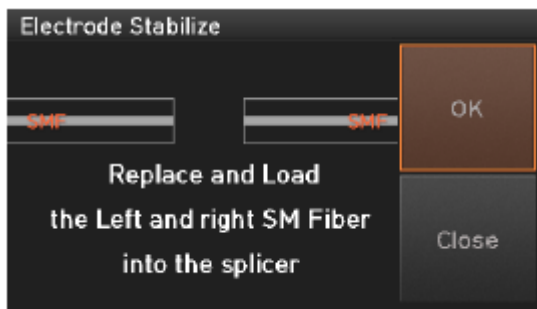 Electrode Stabilize
SMF SMF
OK
Replace and Load
the Left and right SM Fiber
into the splicer
Close